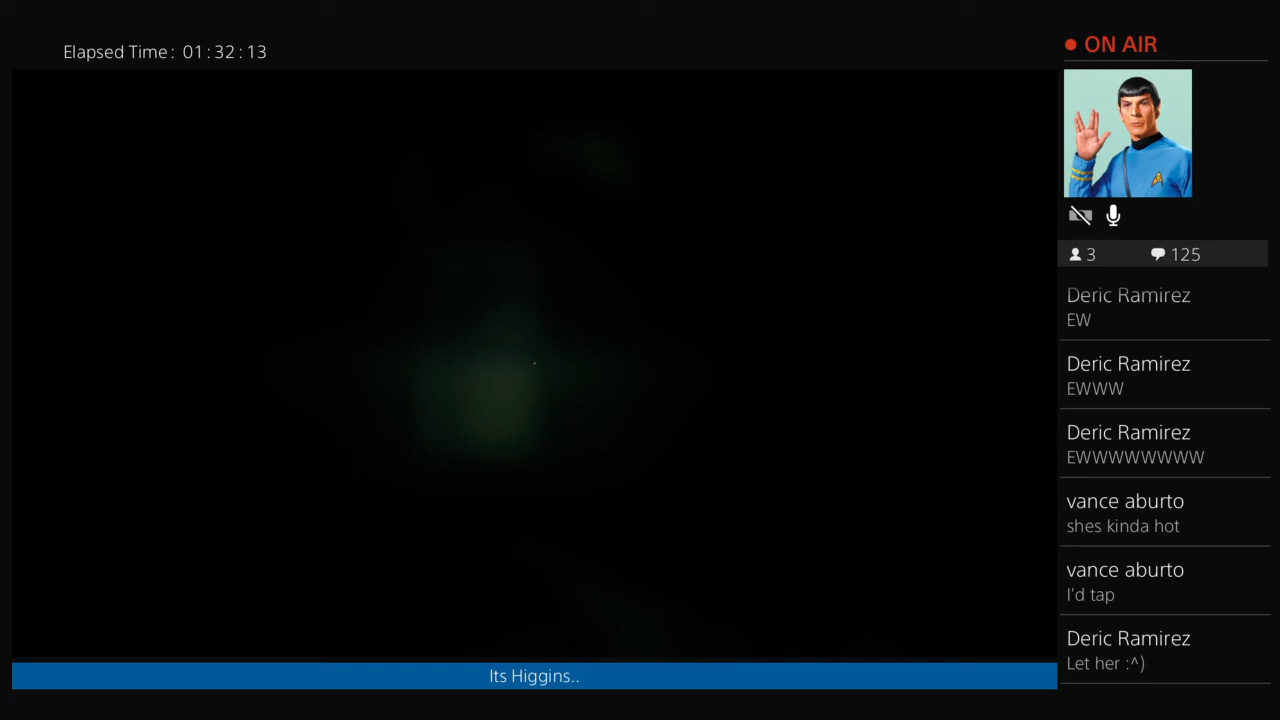 Elapsed Time: 01:32:13
ON AIR
3 125
Deric Ramirez
EW
Deric Ramirez
EWWW
Deric Ramirez
EWWWWWWWW
vance aburto
shes kinda hot
vance aburto
I'd tap
Deric Ramirez
Let her :^)
Its Higgins..